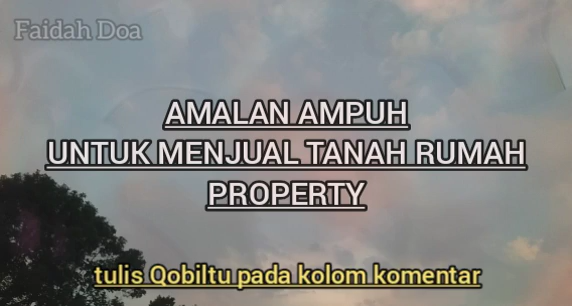 Faidah Doa
AMALAN AMPUH
UNTUK MENJUAL TANAH RUMAH
PROPERTY
tulis Qobiltu pada kolom komentar